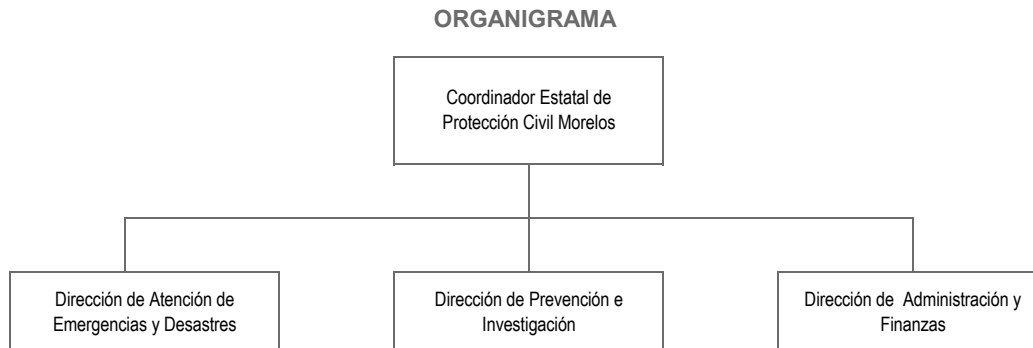 ORGANIGRAMA
Coordinador Estatal de
Protección Civil Morelos
Dirección de Atención de
Emergencias y Desastres
Dirección de Prevención e
Investigación
Dirección de Administración y
Finanzas